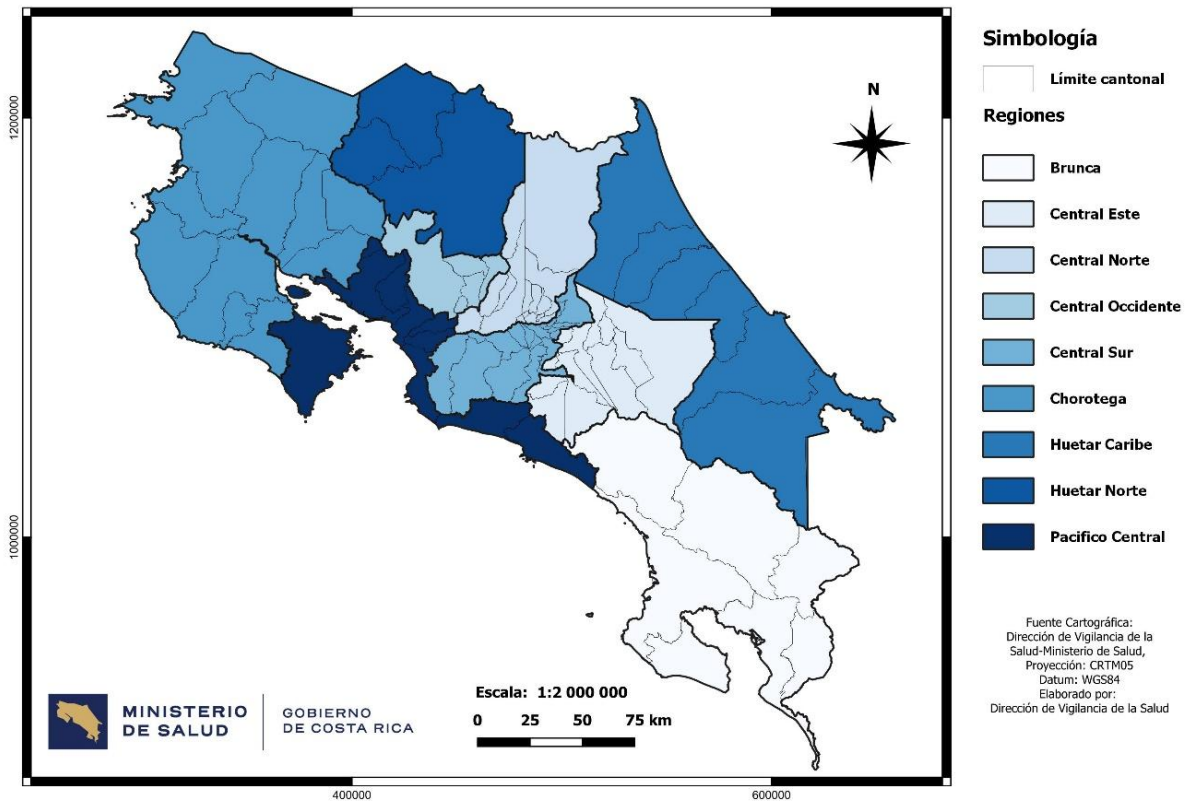 Simbología
Límite cantonal
Regiones
Brunca
Central Este
Central Norte
Central Occidente
Central Sur
Chorotega
Huetar Caribe
Huetar Norte
Pacifico Central
Fuente Cartográfica:
Dirección de Vigilancia de la
Salud-Ministerio de Salud,
Proyección: CRTM05
Datum: WGS84
Elaborado por:
Dirección de Vigilancia de la Salud
N
1200000
1000000
400000
600000
Escala: 1:2 000 000
0 25 50 75 km
MINISTERIO
DE SALUD
GOBIERNO
DE COSTA RICA